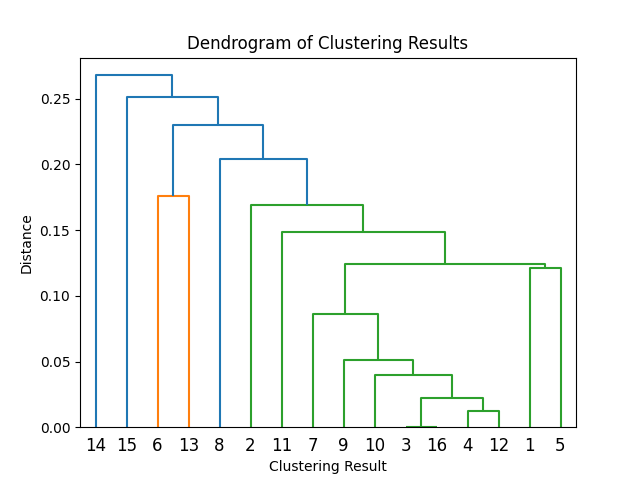 Dendrogram of Clustering Results
0.25
0.20
0.15
0.10
0.05
0.00
Distance
14 15 6 13 8 2 11 7 9 10 3 16 4 12 1 5
Clustering Result